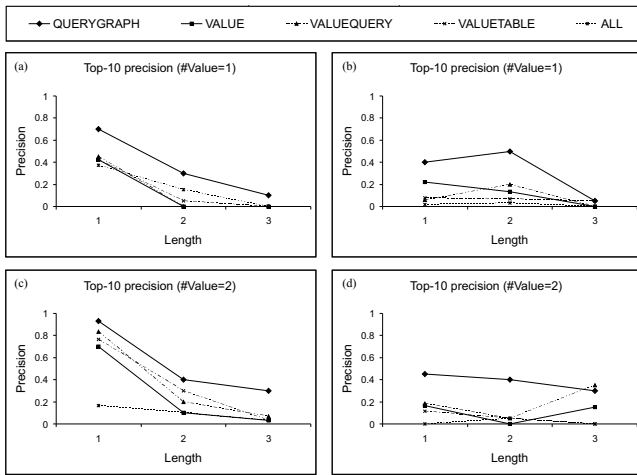 QUERYGRAPH VALUE VALUEQUERY VALUETABLE ALL
(a) Top-10 precision (#Value=1)
Precision
1
0.8
0.6
0.4
0.2
0
1 2 3
Length
(b) Top-10 precision (#Value=1)
Precision
1
0.8
0.6
0.4
0.2
0
1 2 3
Length
(c) Top-10 precision (#Value=2)
Precision
1
0.8
0.6
0.4
0.2
0
1 2 3
Length
(d) Top-10 precision (#Value=2)
Precision
1
0.8
0.6
0.4
0.2
0
1 2 3
Length